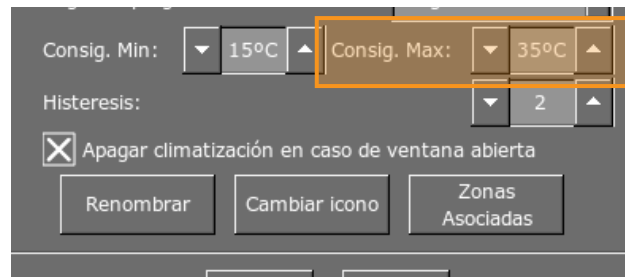 Consig. Min: 15ºC Consig. Max: 35ºC
Histeresis: 2
Apagar climatización en caso de ventana abierta
Renombrar Cambiar icono Zonas Asociadas